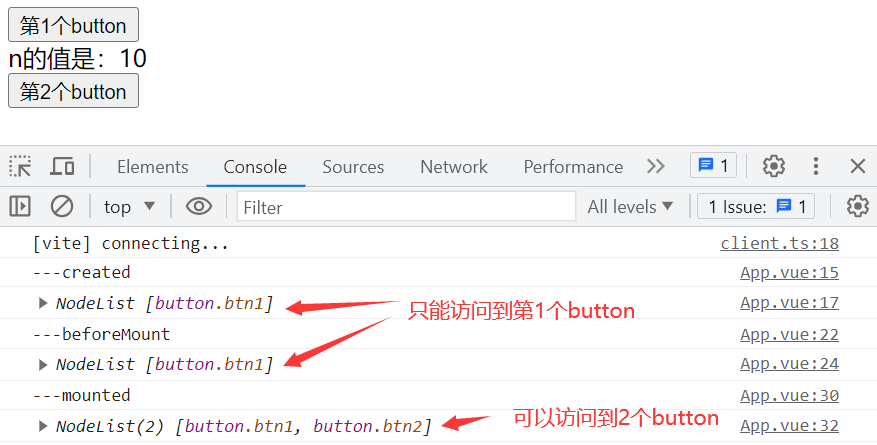 第1个button
n的值是：10
第2个button
Elements Console Sources Network Performance 1
top Filter All levels 1 Issue: 1
[vite] connecting... client.ts:18
---created App.vue:15
NodeList [button.btn1] App.vue:17
只能访问到第1个button
---beforeMount App.vue:22
NodeList [button.btn1] App.vue:24
---mounted App.vue:30
NodeList(2) [button.btn1, button.btn2] App.vue:32
可以访问到2个button